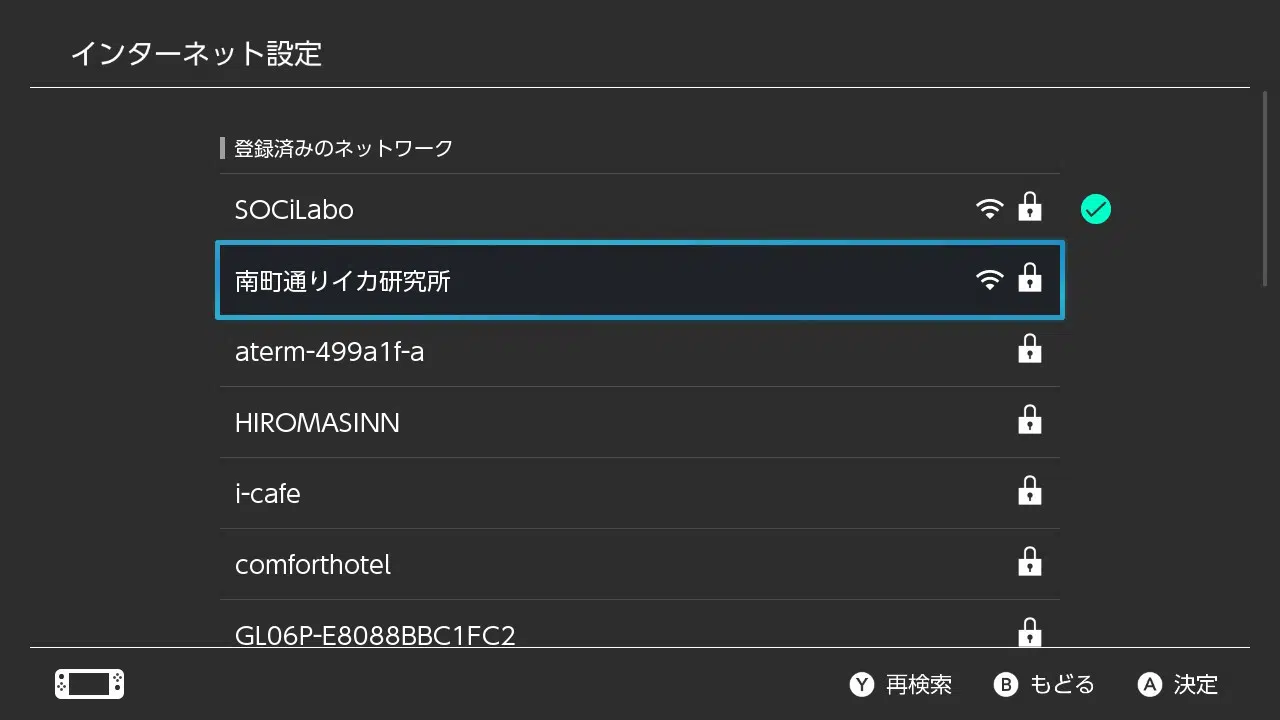 インターネット設定
登録済みのネットワーク
SOCiLabo
南町通りイカ研究所
aterm-499a1f-a
HIROMASINN
i-cafe
comforthotel
GL06P-E8088BBC1FC2
Y 再検索 B もどる A 決定